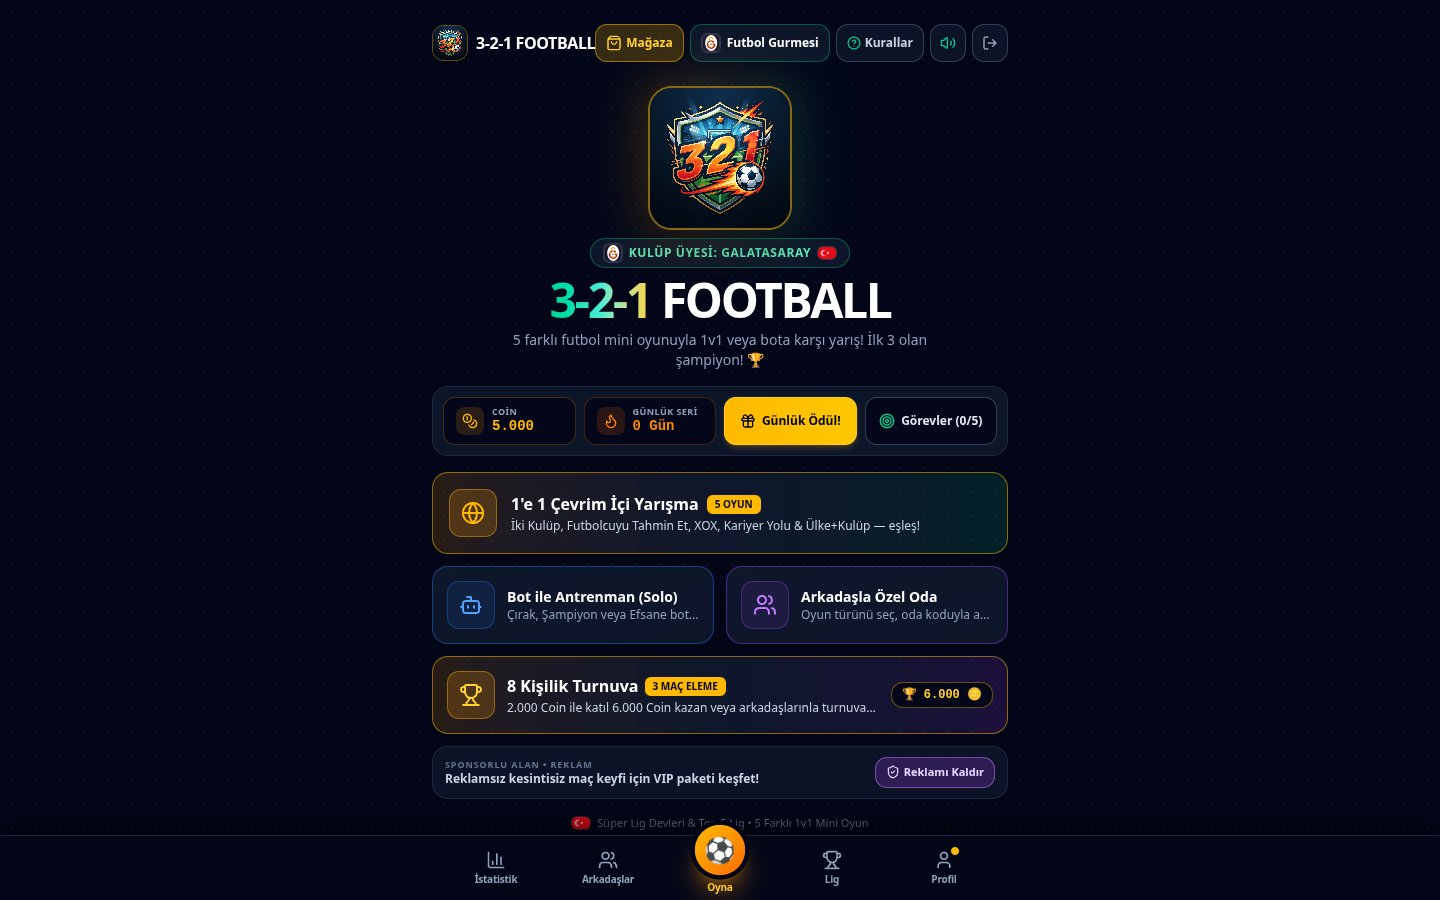 3-2-1 FOOTBALL
Mağaza
Futbol Gurmesi
Kurallar
321
KULÜP ÜYESİ: GALATASARAY
3-2-1 FOOTBALL
5 farklı futbol mini oyunuyla 1v1 veya bota karşı yarış! İlk 3 olan
şampiyon! 🏆
COİN
5.000
GÜNLÜK SERİ
0 Gün
Günlük Ödül!
Görevler (0/5)
1'e 1 Çevrim İçi Yarışma
5 OYUN
İki Kulüp, Futbolcuyu Tahmin Et, XOX, Kariyer Yolu & Ülke+Kulüp — eşleş!
Bot ile Antrenman (Solo)
Çırak, Şampiyon veya Efsane bot...
Arkadaşla Özel Oda
Oyun türünü seç, oda koduyla a...
8 Kişilik Turnuva
3 MAÇ ELEME
2.000 Coin ile katıl 6.000 Coin kazan veya arkadaşlarınla turnuva...
🏆 6.000 🪙
SPONSORLU ALAN • REKLAM
Reklamsız kesintisiz maç keyfi için VIP paketi keşfet!
Reklamı Kaldır
Süper Lig Devleri & Top 5 Lig • 5 Farklı 1v1 Mini Oyun
İstatistik
Arkadaşlar
Oyna
Lig
Profil